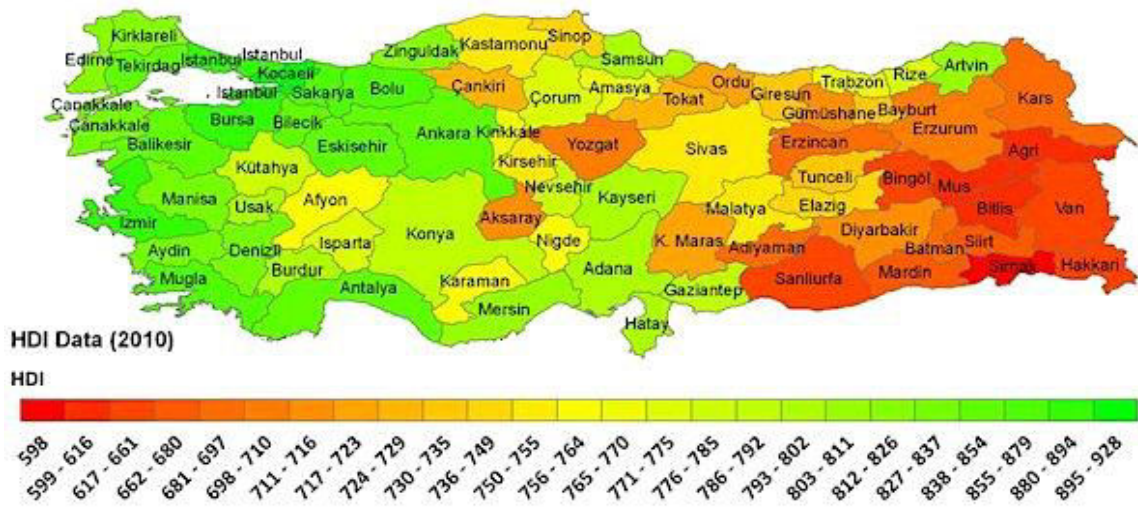 Kirklareli
Edirne
Tekirdag
Istanbul
Istanbul
Istanbul
Kocaeli
Sakarya
Bolu
Zinguldak
Kastamonu
Sinop
Samsun
Çankiri
Çorum
Amasya
Tokat
Ordu
Giresun
Trabzon
Rize
Artvin
Gümüshane
Bayburt
Kars
Erzurum
Çanakkale
Çanakkale
Bursa
Bilecik
Balikesir
Eskisehir
Ankara
Kirikkale
Yozgat
Sivas
Erzincan
Agri
Kütahya
Kirsehir
Nevsehir
Kayseri
Tunceli
Bingöl
Mus
Manisa
Usak
Afyon
Izmir
Konya
Aksaray
Nigde
Malatya
Elazig
Bitlis
Van
Aydin
Denizli
Isparta
Burdur
K. Maras
Adiyaman
Diyarbakir
Batman
Siirt
Mugla
Antalya
Karaman
Mersin
Adana
Gaziantep
Sanliurfa
Mardin
Sirnak
Hakkari
Hatay
HDI Data (2010)
HDI
598
599 - 616
617 - 661
662 - 680
681 - 697
698 - 710
711 - 716
717 - 723
724 - 729
730 - 735
736 - 749
750 - 755
756 - 764
765 - 770
771 - 775
776 - 785
786 - 792
793 - 802
803 - 811
812 - 826
827 - 837
838 - 854
855 - 879
880 - 894
895 - 928